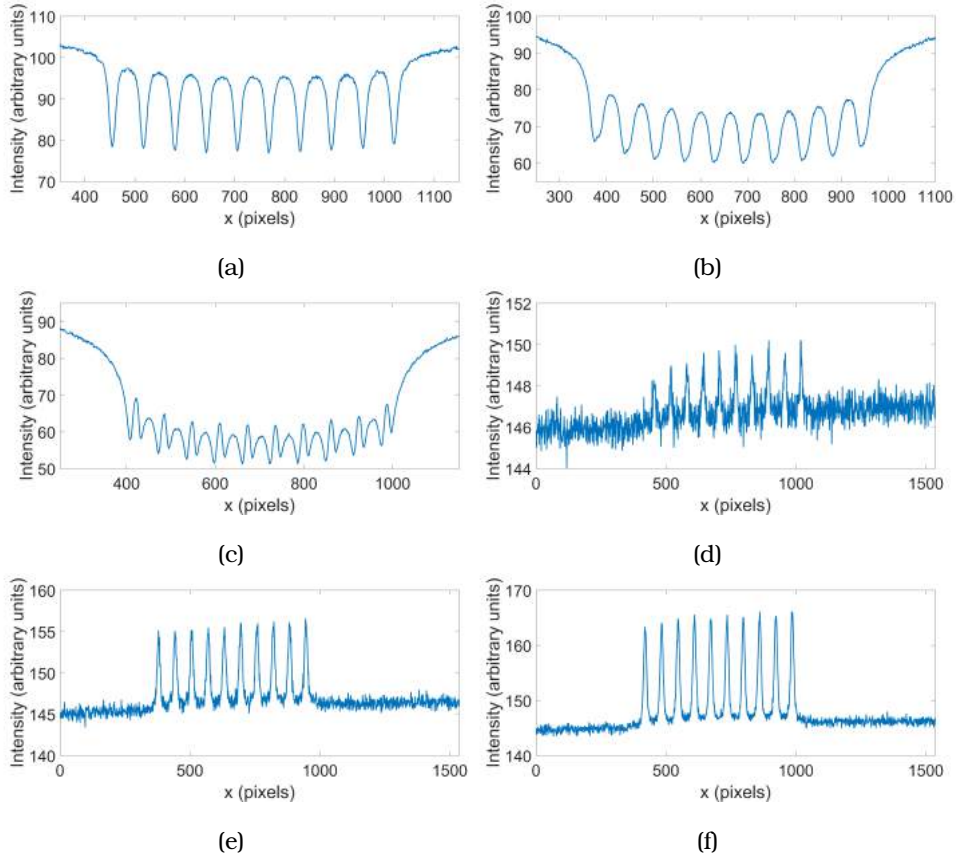 Intensity (arbitrary units)
110
100
90
80
70
400 500 600 700 800 900 1000 1100
x (pixels)
(a)
Intensity (arbitrary units)
100
90
80
70
60
300 400 500 600 700 800 900 1000 1100
x (pixels)
(b)
Intensity (arbitrary units)
90
80
70
60
50
400 600 800 1000
x (pixels)
(c)
Intensity (arbitrary units)
152
150
148
146
144
0 500 1000 1500
x (pixels)
(d)
Intensity (arbitrary units)
160
155
150
145
140
0 500 1000 1500
x (pixels)
(e)
Intensity (arbitrary units)
170
160
150
140
0 500 1000 1500
x (pixels)
(f)